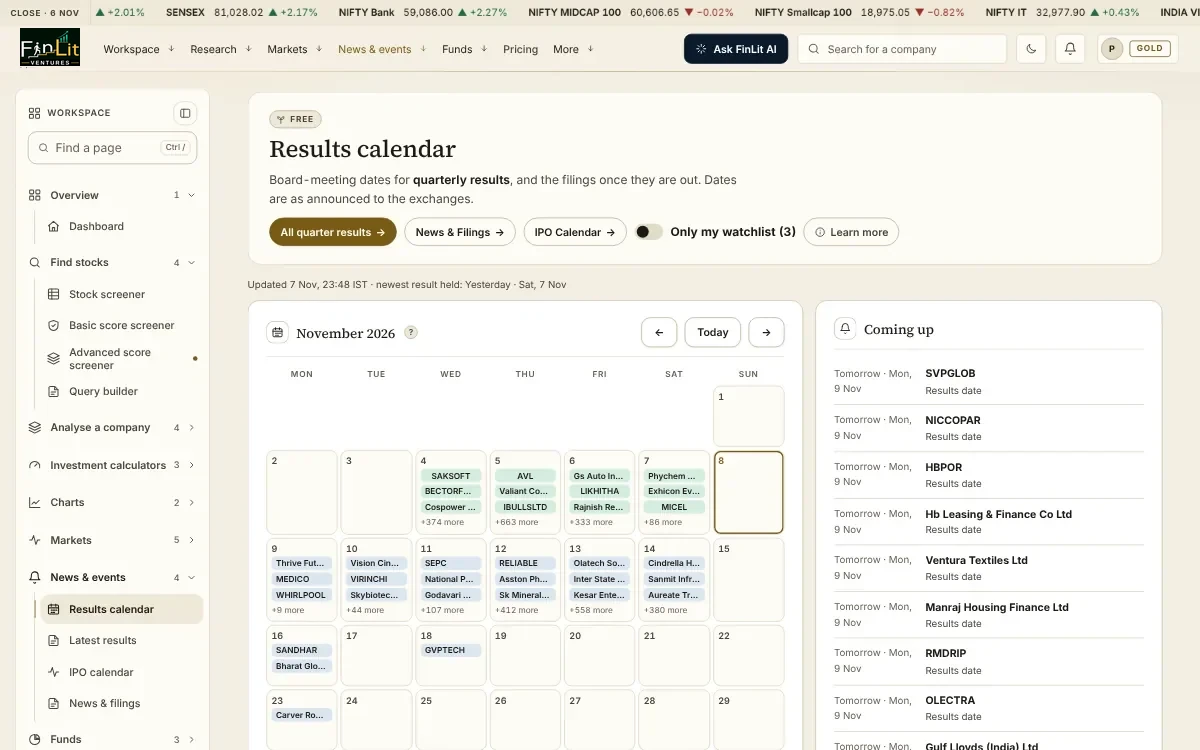 CLOSE · 6 NOV ▲ +2.01% SENSEX 81,028.02 ▲ +2.17% NIFTY Bank 59,086.00 ▲ +2.27% NIFTY MIDCAP 100 60,606.65 ▼ −0.02% NIFTY Smallcap 100 18,975.05 ▼ −0.82% NIFTY IT 32,977.90 ▲ +0.43% INDIA VI
FinLit
VENTURES
Workspace Research Markets News & events Funds Pricing More Ask FinLit AI Search for a company P GOLD
WORKSPACE
Find a page Ctrl /
Overview 1
Dashboard
Find stocks 4
Stock screener
Basic score screener
Advanced score
screener
Query builder
Analyse a company 4
Investment calculators 3
Charts 2
Markets 5
News & events 4
Results calendar
Latest results
IPO calendar
News & filings
Funds 3
FREE
Results calendar
Board-meeting dates for quarterly results, and the filings once they are out. Dates
are as announced to the exchanges.
All quarter results → News & Filings → IPO Calendar → Only my watchlist (3) Learn more
Updated 7 Nov, 23:48 IST · newest result held: Yesterday · Sat, 7 Nov
November 2026 ? ← Today →
MON TUE WED THU FRI SAT SUN
1
2 3 4 5 6 7 8
SAKSOFT AVL Gs Auto In... Phychem ...
BECTORF... Valiant Co... LIKHITHA Exhicon Ev...
Cospower ... IBULLSLTD Rajnish Re... MICEL
+374 more +663 more +333 more +86 more
9 10 11 12 13 14 15
Thrive Fut... Vision Cin... SEPC RELIABLE Olatech So... Cindrella H...
MEDICO VIRINCHI National P... Asston Ph... Inter State ... Sanmit Infr...
WHIRLPOOL Skybiotec... Godavari ... Sk Mineral... Kesar Ente... Aureate Tr...
+9 more +44 more +107 more +412 more +558 more +380 more
16 17 18 19 20 21 22
SANDHAR GVPTECH
Bharat Glo...
23 24 25 26 27 28 29
Carver Ro...
Coming up
Tomorrow · Mon, SVPGLOB
9 Nov Results date
Tomorrow · Mon, NICCOPAR
9 Nov Results date
Tomorrow · Mon, HBPOR
9 Nov Results date
Tomorrow · Mon, Hb Leasing & Finance Co Ltd
9 Nov Results date
Tomorrow · Mon, Ventura Textiles Ltd
9 Nov Results date
Tomorrow · Mon, Manraj Housing Finance Ltd
9 Nov Results date
Tomorrow · Mon, RMDRIP
9 Nov Results date
Tomorrow · Mon, OLECTRA
9 Nov Results date
Tomorrow · Mon, Gulf Lloyds (India) Ltd